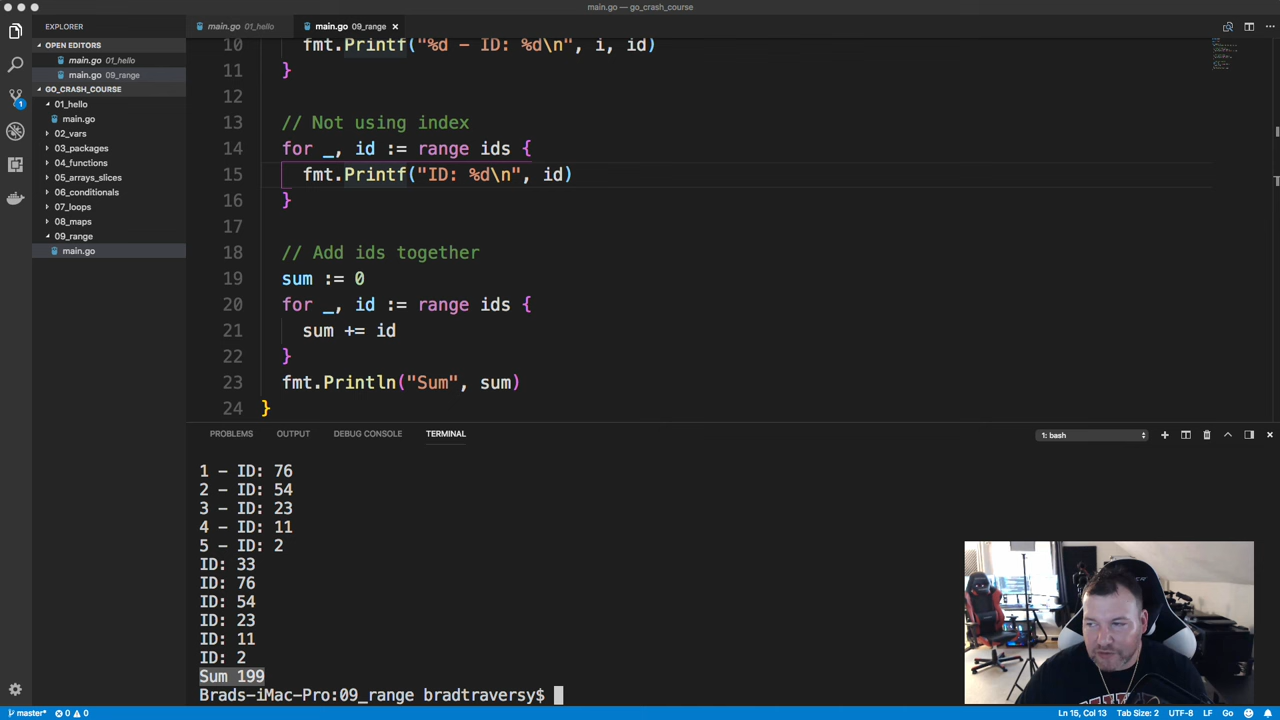 main.go — go_crash_course
EXPLORER
main.go 01_hello
main.go 09_range
OPEN EDITORS
main.go 01_hello
main.go 09_range
GO_CRASH_COURSE
01_hello
main.go
02_vars
03_packages
04_functions
05_arrays_slices
06_conditionals
07_loops
08_maps
09_range
main.go
1
10 fmt.Printf("%d - ID: %d\n", i, id)
11 }
12
13 // Not using index
14 for _, id := range ids {
15 fmt.Printf("ID: %d\n", id)
16 }
17
18 // Add ids together
19 sum := 0
20 for _, id := range ids {
21 sum += id
22 }
23 fmt.Println("Sum", sum)
24 }
PROBLEMS OUTPUT DEBUG CONSOLE TERMINAL 1: bash
1 - ID: 76
2 - ID: 54
3 - ID: 23
4 - ID: 11
5 - ID: 2
ID: 33
ID: 76
ID: 54
ID: 23
ID: 11
ID: 2
Sum 199
Brads-iMac-Pro:09_range bradtraversy$
master* 0 0 Ln 15, Col 13 Tab Size: 2 UTF-8 LF Go